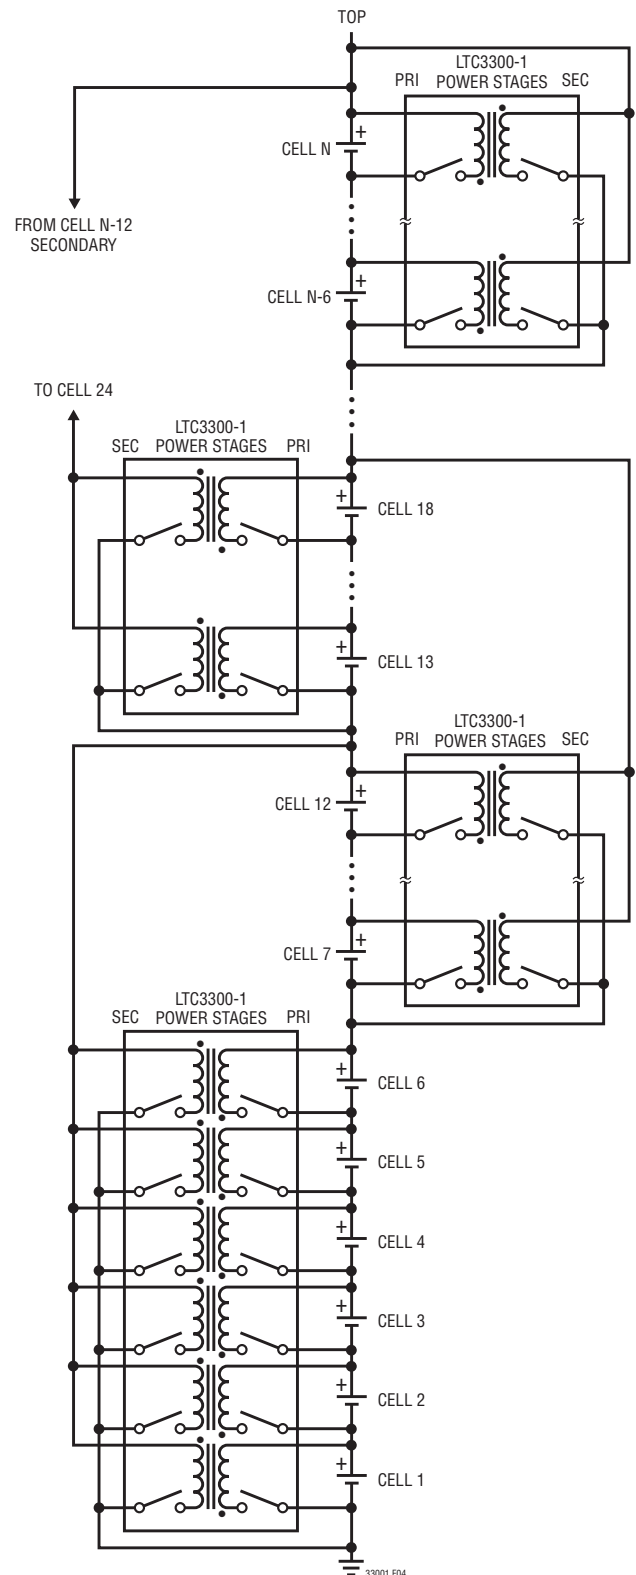 TOP
LTC3300-1
PRI POWER STAGES SEC
+
CELL N
FROM CELL N-12
SECONDARY
+
CELL N-6
TO CELL 24
LTC3300-1
SEC POWER STAGES PRI
+
CELL 18
+
CELL 13
LTC3300-1
PRI POWER STAGES SEC
+
CELL 12
+
CELL 7
LTC3300-1
SEC POWER STAGES PRI
+
CELL 6
+
CELL 5
+
CELL 4
+
CELL 3
+
CELL 2
+
CELL 1
33001 F04